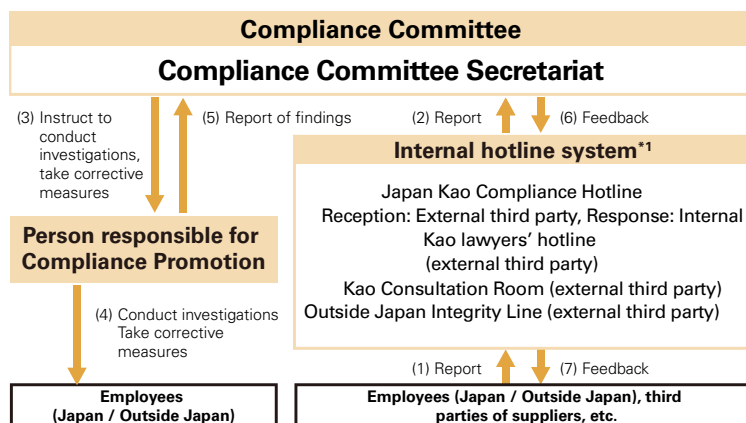 Compliance Committee
Compliance Committee Secretariat
(3) Instruct to
conduct
investigations,
take corrective
measures
(5) Report of findings
(2) Report
(6) Feedback
Internal hotline system*1
Japan Kao Compliance Hotline
Reception: External third party, Response: Internal
Kao lawyers’ hotline
(external third party)
Kao Consultation Room (external third party)
Outside Japan Integrity Line (external third party)
Person responsible for
Compliance Promotion
(4) Conduct investigations
Take corrective
measures
(1) Report
(7) Feedback
Employees
(Japan / Outside Japan)
Employees (Japan / Outside Japan), third
parties of suppliers, etc.